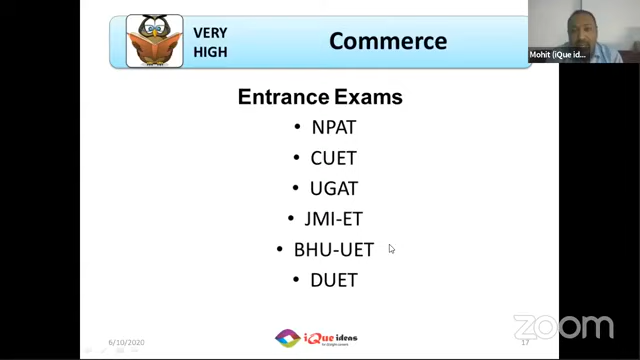 VERY
HIGH
Commerce
Mohit (iQue id...
Entrance Exams
• NPAT
• CUET
• UGAT
• JMI-ET
• BHU-UET
• DUET
6/10/2020
iQue ideas
17
zoom